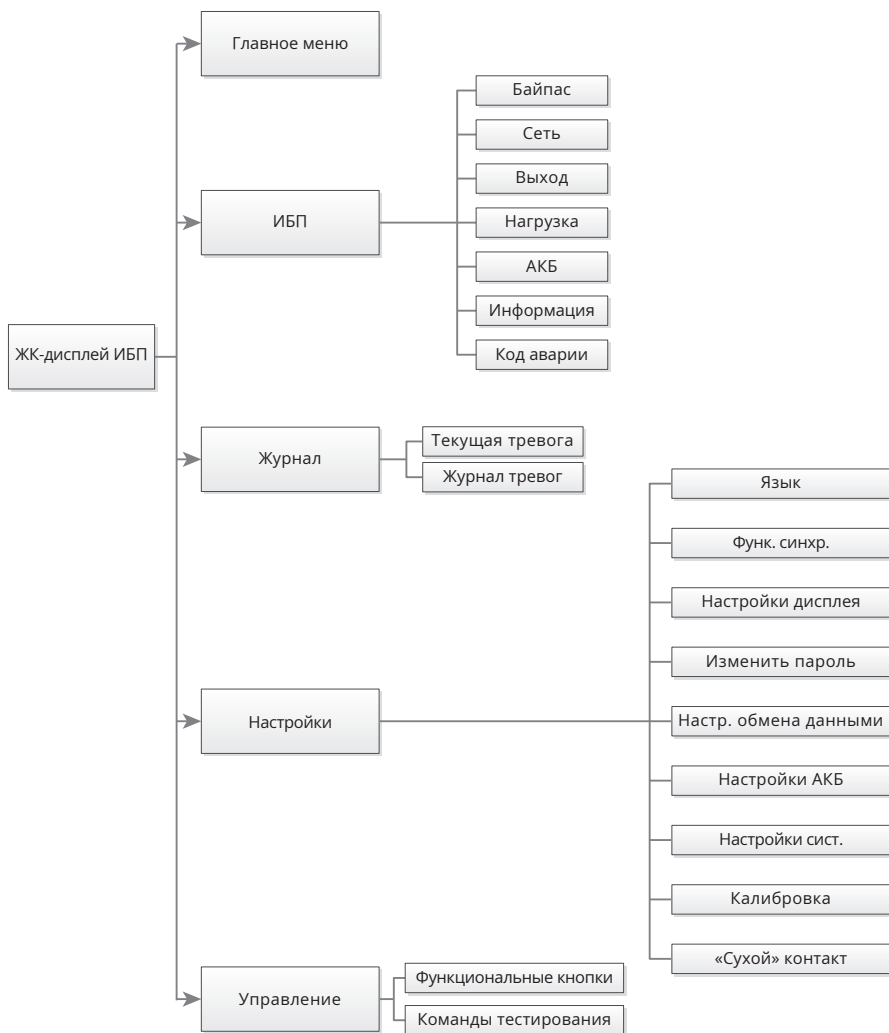 Главное меню
Байпас
Сеть
Выход
ИБП
Нагрузка
АКБ
Информация
Код аварии
ЖК-дисплей ИБП
Журнал
Текущая тревога
Журнал тревог
Язык
Функ. синхр.
Настройки дисплея
Изменить пароль
Настройки
Настр. обмена данными
Настройки АКБ
Настройки сист.
Калибровка
«Сухой» контакт
Управление
Функциональные кнопки
Команды тестирования